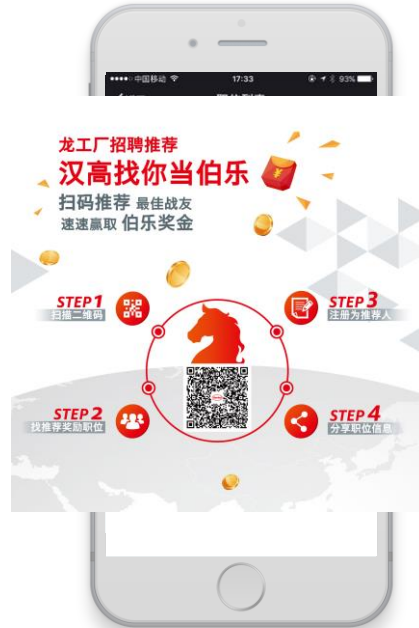 中国移动
17:33
93%
龙工厂招聘推荐
汉高找你当伯乐
扫码推荐 最佳战友
速速赢取 伯乐奖金
STEP 1
扫描二维码
STEP 3
注册为推荐人
STEP 2
找推荐奖励职位
STEP 4
分享职位信息